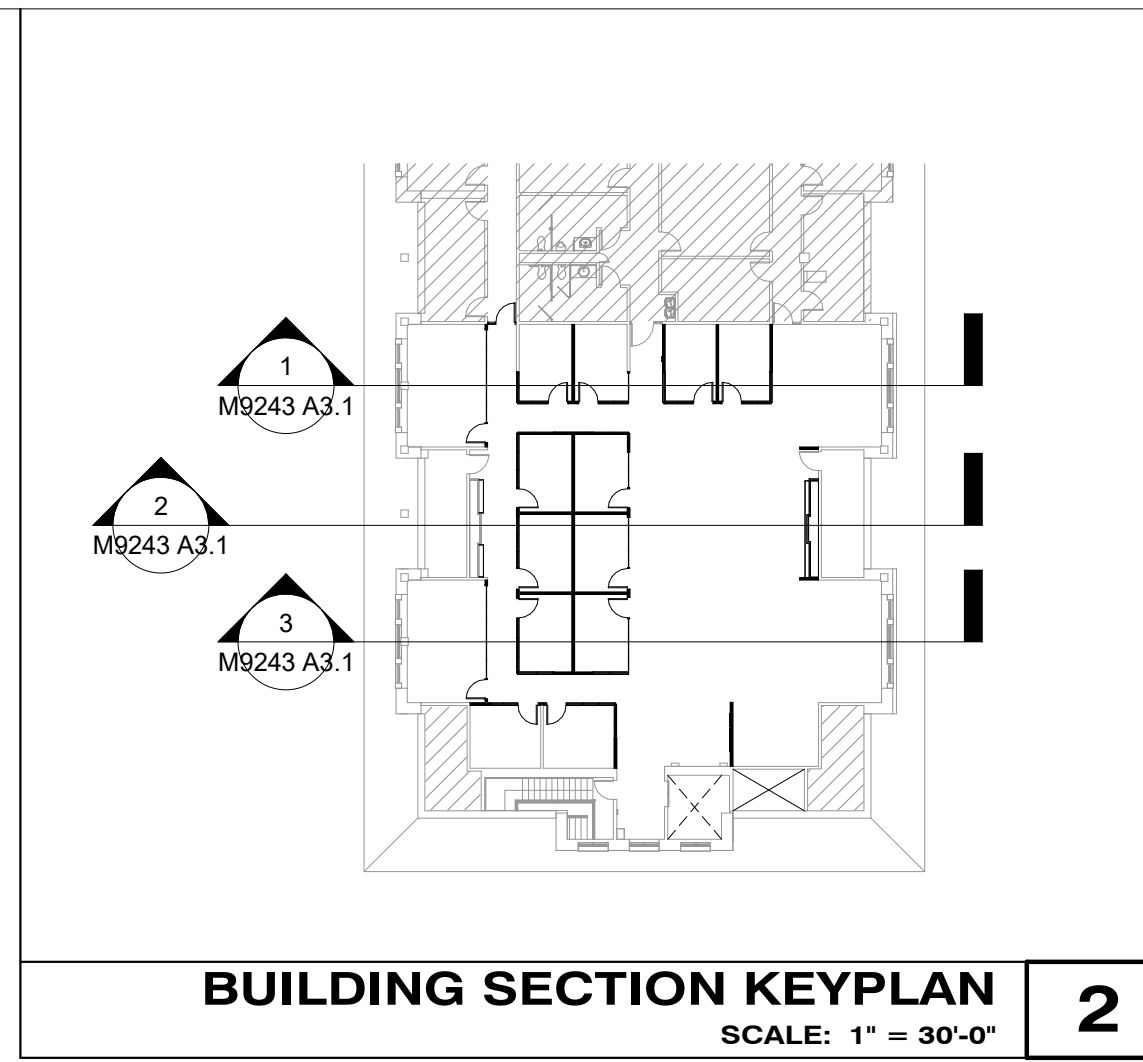 1
M9243 A3.1
2
M9243 A3.1
3
M9243 A3.1
BUILDING SECTION KEYPLAN
SCALE: 1" = 30'-0"
2